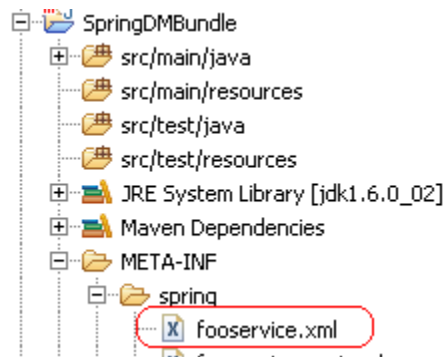 SpringDMBundle
src/main/java
src/main/resources
src/test/java
src/test/resources
JRE System Library [jdk1.6.0_02]
Maven Dependencies
META-INF
spring
fooservice.xml